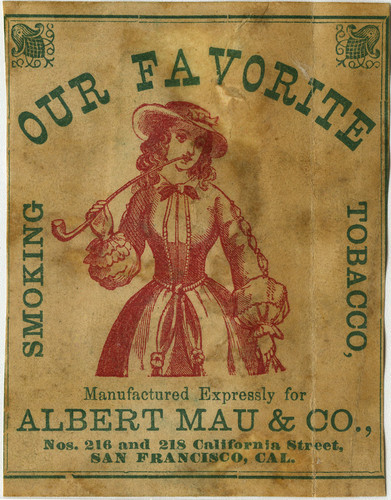 OUR FAVORITE
SMOKING
TOBACCO,
Manufactured Expressly for
ALBERT MAU & CO.,
Nos. 216 and 218 California Street,
SAN FRANCISCO, CAL.